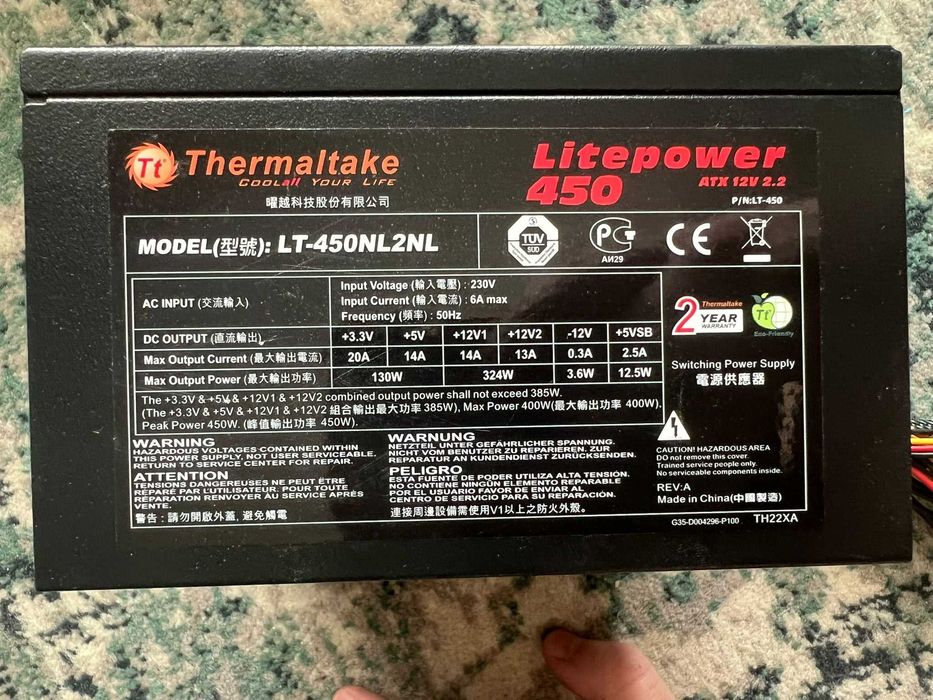 Tt Thermaltake
COOLall YOUR LIFE
曜越科技股份有限公司
Litepower
450
ATX 12V 2.2
P/N:LT-450
MODEL(型號): LT-450NL2NL
TÜV
SÜD
АИ29
CE
AC INPUT (交流輸入)
Input Voltage (輸入電壓) : 230V
Input Current (輸入電流) : 6A max
Frequency (頻率) : 50Hz
DC OUTPUT (直流輸出) +3.3V +5V +12V1 +12V2 -12V +5VSB
Max Output Current (最大輸出電流) 20A 14A 14A 13A 0.3A 2.5A
Max Output Power (最大輸出功率) 130W 324W 3.6W 12.5W
The +3.3V & +5V & +12V1 & +12V2 combined output power shall not exceed 385W.
(The +3.3V & +5V & +12V1 & +12V2 組合輸出最大功率 385W), Max Power 400W(最大輸出功率 400W),
Peak Power 450W. (峰值輸出功率 450W).
Thermaltake
2 YEAR
WARRANTY
Tt
Eco-Friendly
Switching Power Supply
電源供應器
WARNING
HAZARDOUS VOLTAGES CONTAINED WITHIN
THIS POWER SUPPLY, NOT USER SERVICEABLE.
RETURN TO SERVICE CENTER FOR REPAIR.
ATTENTION
TENSIONS DANGEREUSES NE PEUT ÊTRE
RÉPARÉ PAR L'UTILISATEUR. POUR TOUTE
RÉPARATION RENVOYER AU SERVICE APRÈS
VENTE.
警告 : 請勿開啟外蓋, 避免觸電
WARNUNG
NETZTEIL UNTER GEFÄHRLICHER SPANNUNG.
NICHT VOM BENUTZER ZU REPARIEREN. ZUR
REPARATUR AN KUNDENDIENST ZURÜCKSENDEN.
PELIGRO
ESTA FUENTE DE PODER UTILIZA ALTA TENSION.
NO CONTIENE NINGÚN ELEMENTO REPARABLE
POR EL USUARIO FAVOR DE ENVIAR AL
CENTRO DE SERVICIO PARA SU REPARACIÓN.
連接周邊設備需使用V1以上之防火外殼。
CAUTION! HAZARDOUS AREA
DO not remove this cover.
Trained service people only.
No serviceable components inside.
REV:A
Made in China(中國製造)
G35-D004296-P100
TH22XA